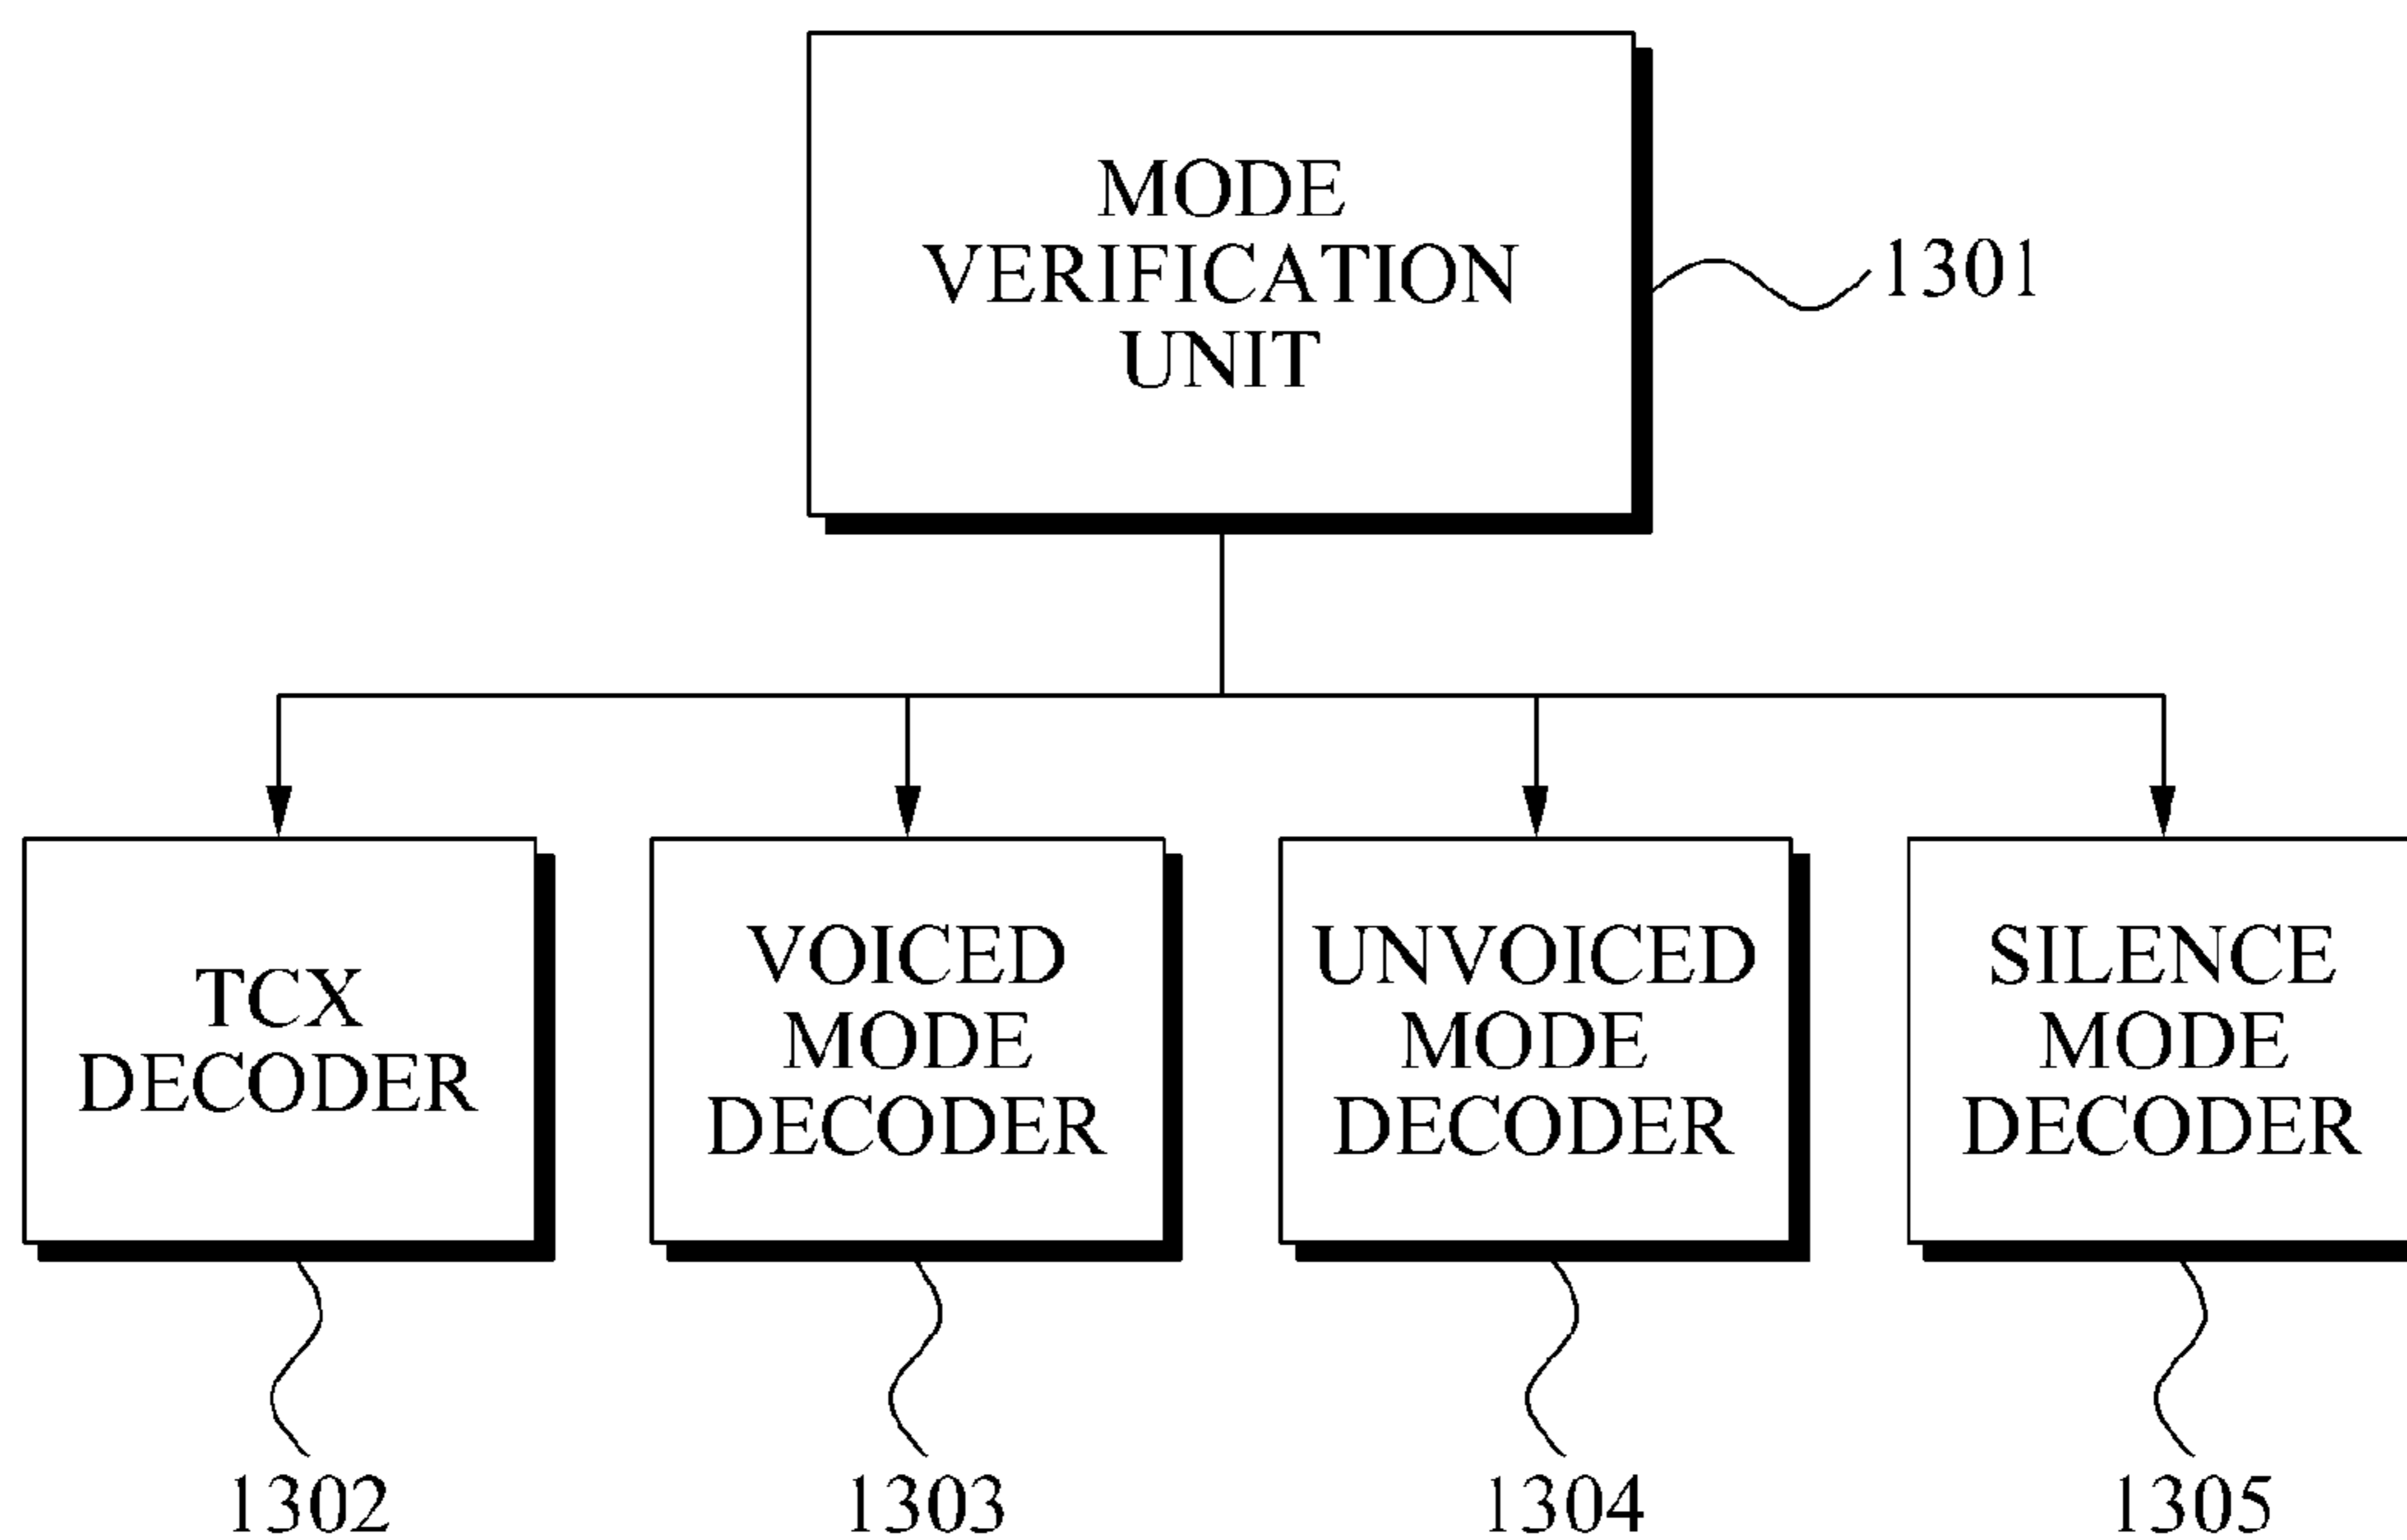 MODE
VERIFICATION
UNIT
1301
TCX
DECODER
VOICED
MODE
DECODER
UNVOICED
MODE
DECODER
SILENCE
MODE
DECODER
1302
1303
1304
1305